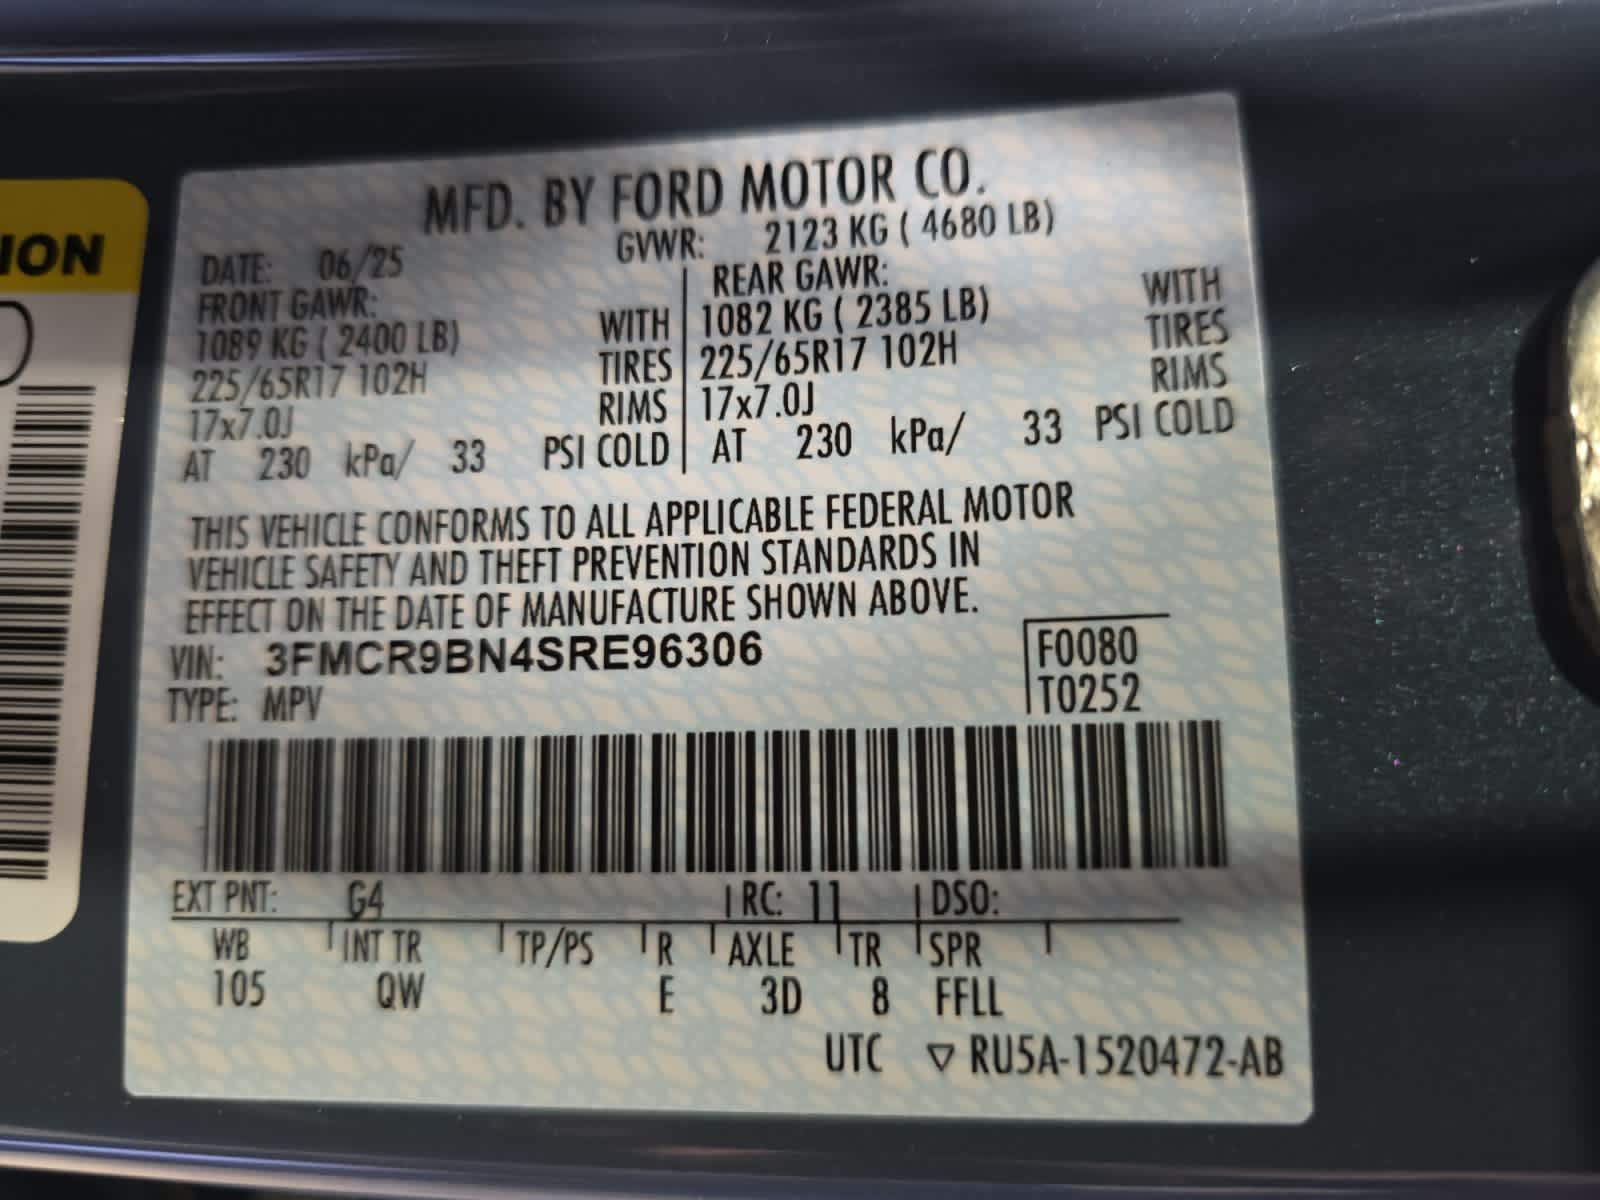 ION
MFD. BY FORD MOTOR CO.
DATE: 06/25 GVWR: 2123 KG ( 4680 LB)
FRONT GAWR: REAR GAWR:
1089 KG ( 2400 LB) WITH 1082 KG ( 2385 LB) WITH
225/65R17 102H TIRES 225/65R17 102H TIRES
17x7.0J RIMS 17x7.0J RIMS
AT 230 kPa/ 33 PSI COLD AT 230 kPa/ 33 PSI COLD
THIS VEHICLE CONFORMS TO ALL APPLICABLE FEDERAL MOTOR
VEHICLE SAFETY AND THEFT PREVENTION STANDARDS IN
EFFECT ON THE DATE OF MANUFACTURE SHOWN ABOVE.
VIN: 3FMCR9BN4SRE96306 F0080
TYPE: MPV T0252
EXT PNT: G4 RC: 11 DSO:
WB INT TR TP/PS R AXLE TR SPR
105 QW E 3D 8 FFLL
UTC ▽ RU5A-1520472-AB